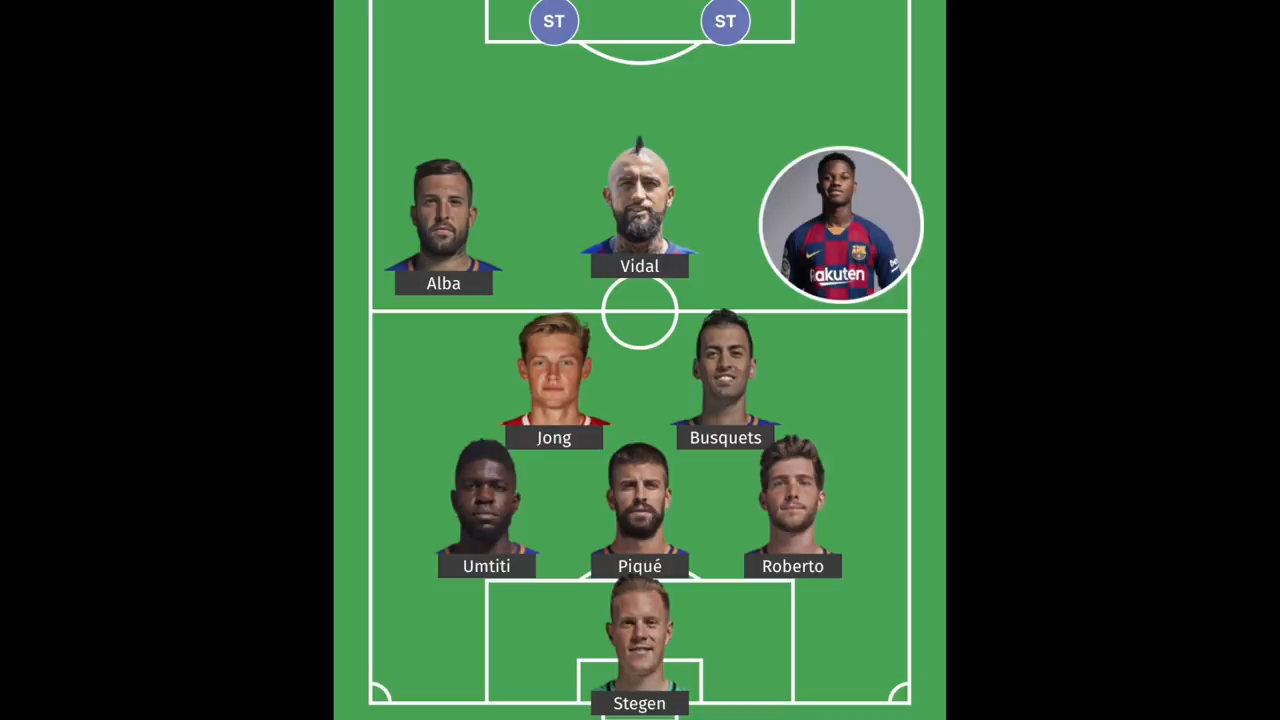 ST
ST
Alba
Vidal
Rakuten
Jong
Busquets
Umtiti
Piqué
Roberto
Stegen